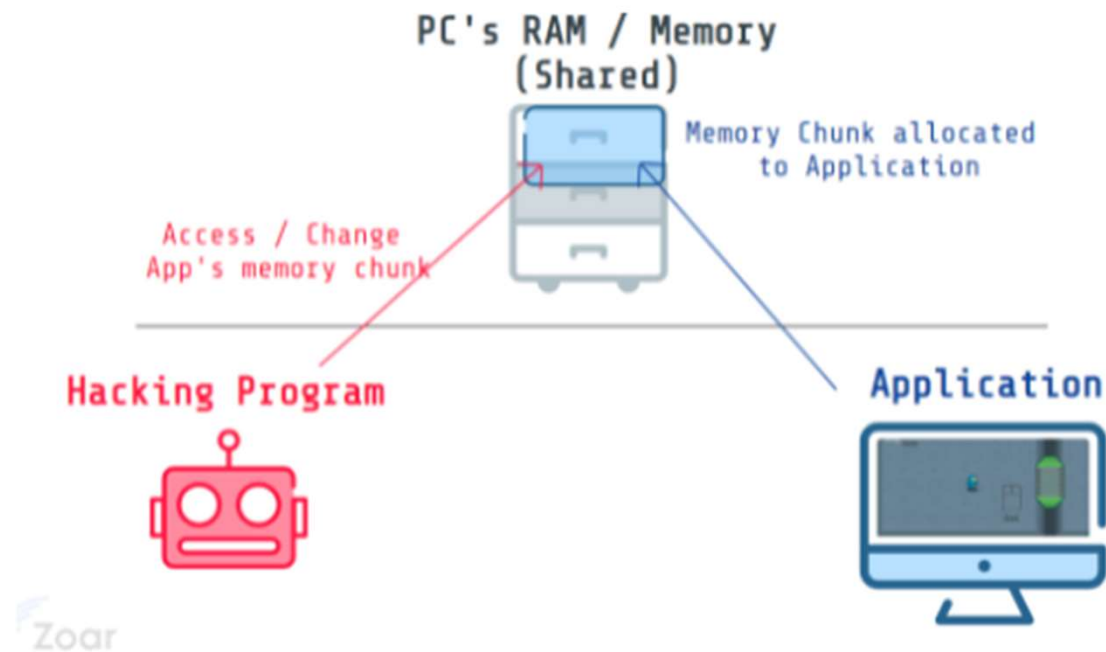 PC's RAM / Memory
(Shared)
Memory Chunk allocated
to Application
Access / Change
App's memory chunk
Hacking Program
Application
Zoar